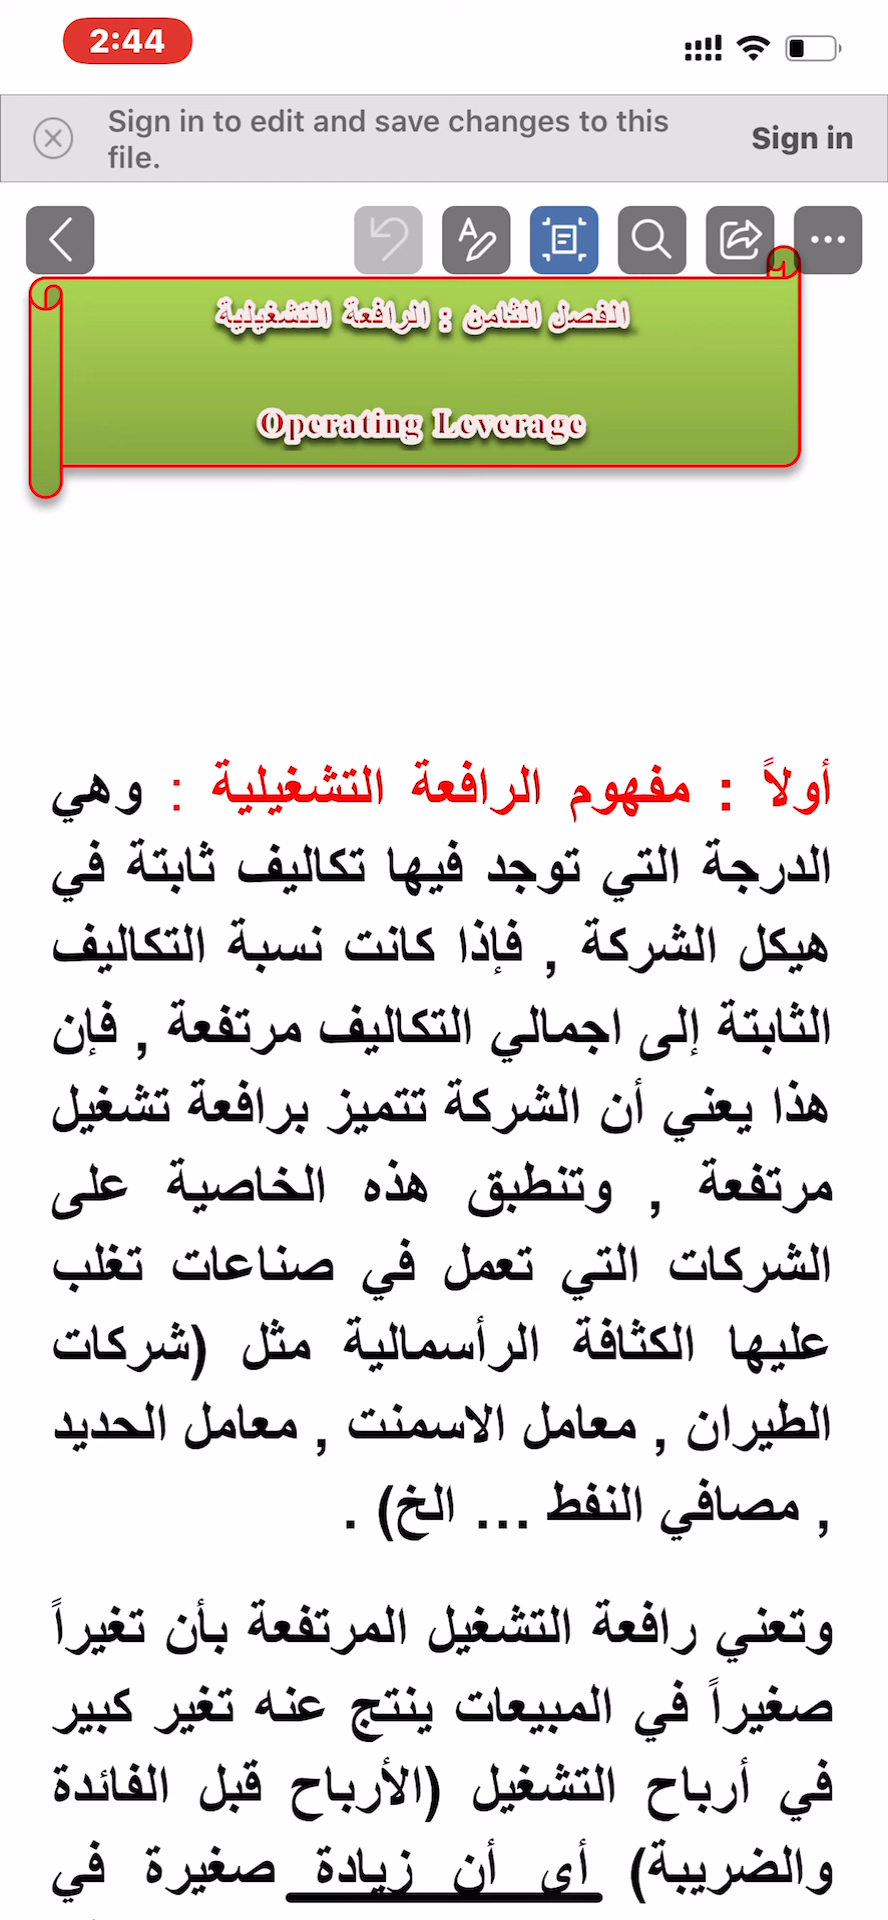 2:44
Sign in to edit and save changes to this
file.
Sign in
الفصل الثامن : الرافعة التشغيلية
Operating Leverage
أولاً : مفهوم الرافعة التشغيلية : وهي
الدرجة التي توجد فيها تكاليف ثابتة في
هيكل الشركة , فإذا كانت نسبة التكاليف
الثابتة إلى اجمالي التكاليف مرتفعة , فإن
هذا يعني أن الشركة تتميز برافعة تشغيل
مرتفعة , وتنطبق هذه الخاصية على
الشركات التي تعمل في صناعات تغلب
عليها الكثافة الرأسمالية مثل (شركات
الطيران , معامل الاسمنت , معامل الحديد
, مصافي النفط ... الخ) .
وتعني رافعة التشغيل المرتفعة بأن تغيراً
صغيراً في المبيعات ينتج عنه تغير كبير
في أرباح التشغيل (الأرباح قبل الفائدة
والضريبة) أي أن زيادة صغيرة في